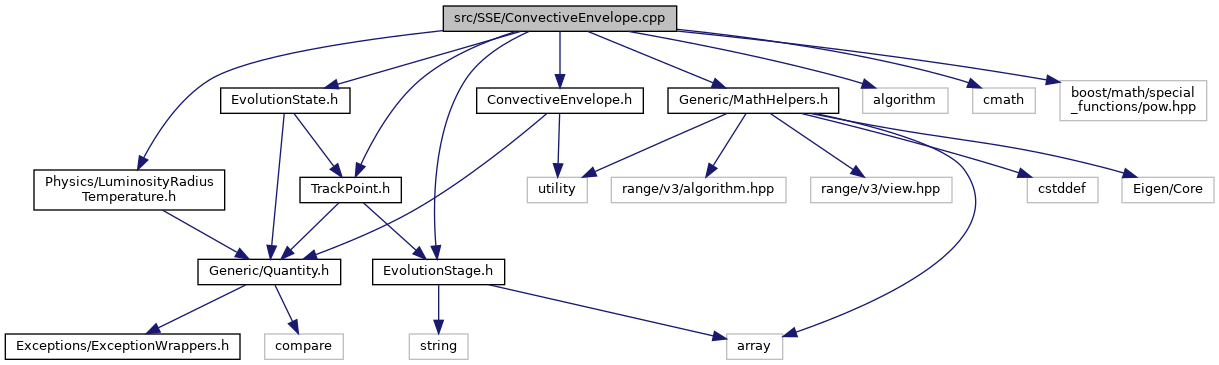 src/SSE/ConvectiveEnvelope.cpp
EvolutionState.h
ConvectiveEnvelope.h
Generic/MathHelpers.h
algorithm
cmath
boost/math/special
_functions/pow.hpp
Physics/LuminosityRadius
Temperature.h
TrackPoint.h
utility
range/v3/algorithm.hpp
range/v3/view.hpp
cstddef
Eigen/Core
Generic/Quantity.h
EvolutionStage.h
Exceptions/ExceptionWrappers.h
compare
string
array